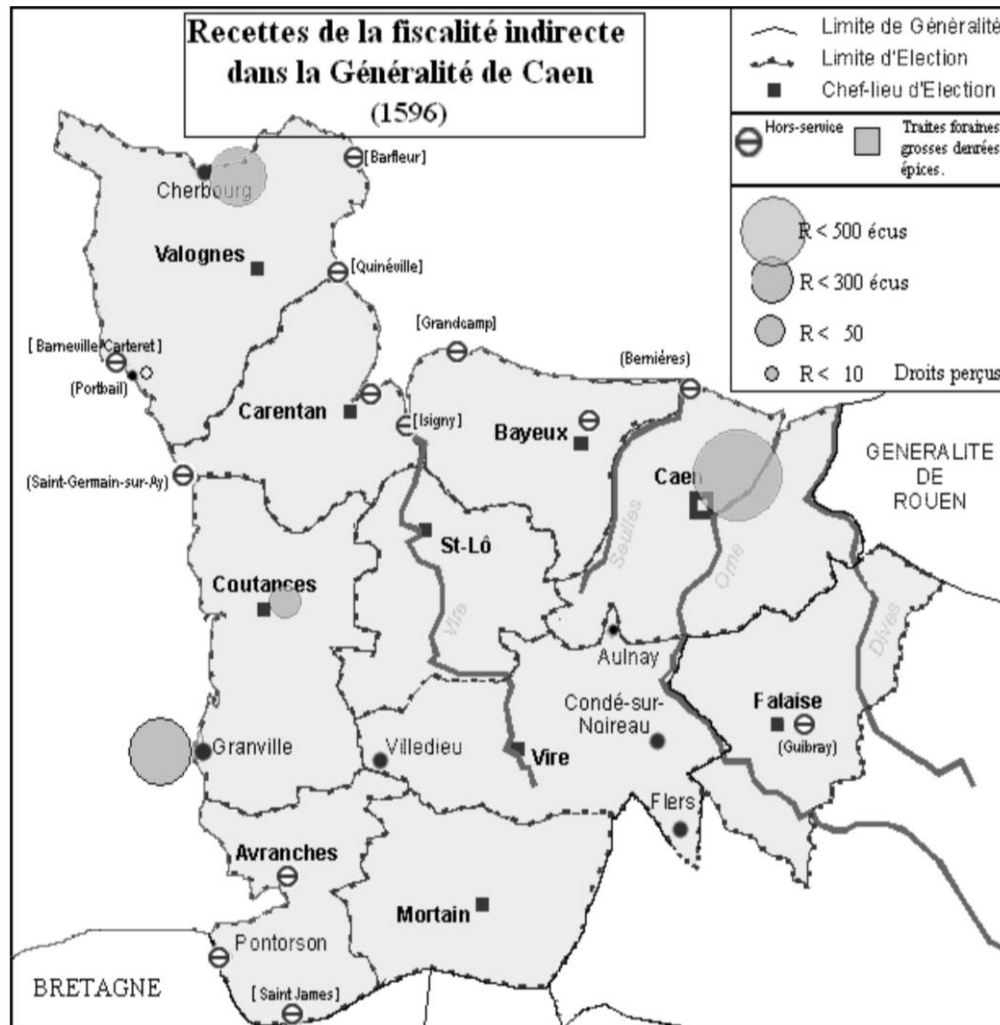 Recettes de la fiscalité indirecte
dans la Généralité de Caen
(1596)
Limite de Généralité
Limite d'Election
Chef-lieu d'Election
Hors-service
Traites foraines
grosses denrées
épices.
R < 500 écus
R < 300 écus
R < 50
R < 10 Droits perçus
[Barfleur]
Cherbourg
Valognes
[Quinéville]
[Grandcamp]
[Barneville/Carteret]
(Portbail)
(Bernières)
Carentan
[Isigny]
Bayeux
Caen
GENERALITE
DE
ROUEN
(Saint-Germain-sur-Ay)
Seulles
Orne
St-Lô
Coutances
Vire
Dives
Aulnay
Condé-sur-
Noireau
Falaise
(Guibray)
Granville
Villedieu
Vire
Flers
Avranches
Mortain
Pontorson
BRETAGNE
[Saint James]